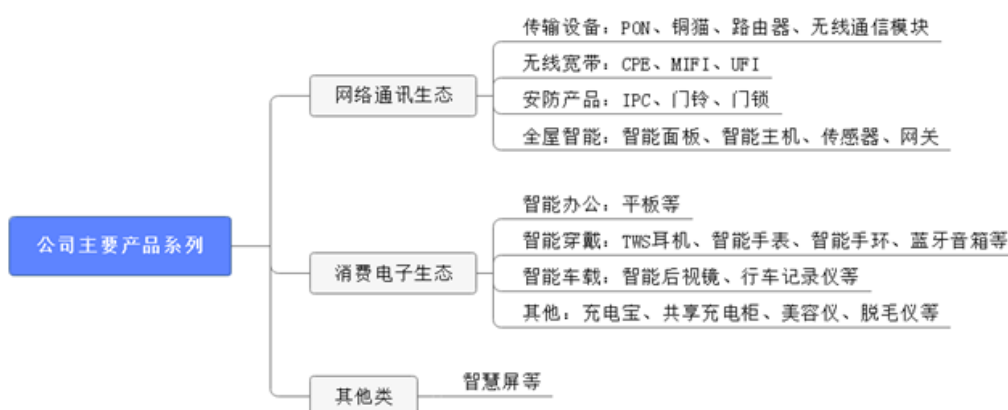 传输设备：PON、铜猫、路由器、无线通信模块
无线宽带：CPE、MIFI、UFI
网络通讯生态
安防产品：IPC、门铃、门锁
全屋智能：智能面板、智能主机、传感器、网关
智能办公：平板等
公司主要产品系列
智能穿戴：TWS耳机、智能手表、智能手环、蓝牙音箱等
消费电子生态
智能车载：智能后视镜、行车记录仪等
其他：充电宝、共享充电柜、美容仪、脱毛仪等
其他类
智慧屏等